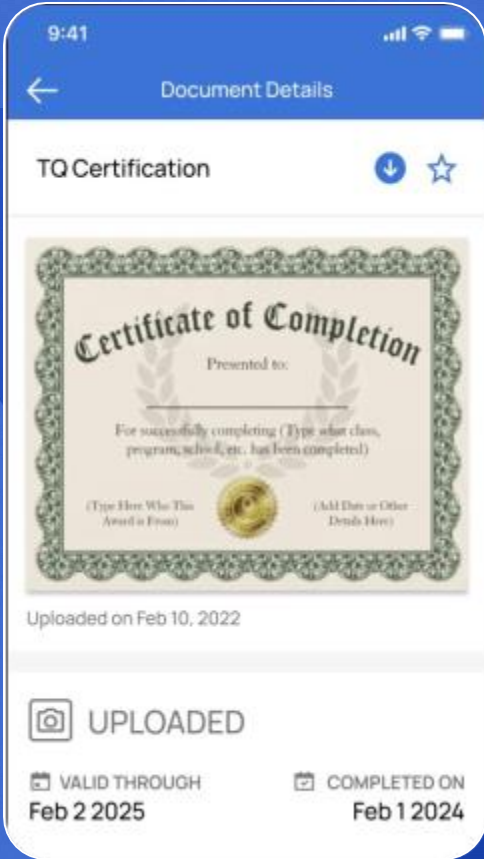 9:41
Document Details
TQ Certification
Certificate of Completion
Presented to:
For successfully completing (Type what class,
program, school, etc. has been completed)
(Type Here Who This
Award is From)
(Add Date or Other
Details Here)
Uploaded on Feb 10, 2022
UPLOADED
VALID THROUGH
Feb 2 2025
COMPLETED ON
Feb 1 2024